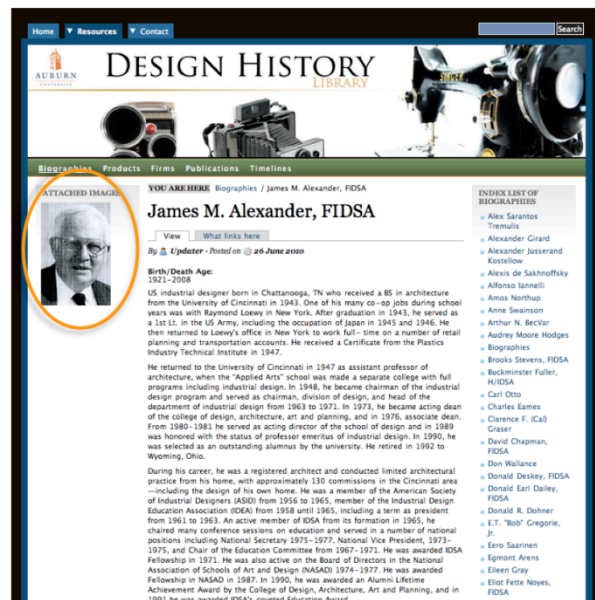 Home ▼ Resources ▼ Contact Search
AUBURN
UNIVERSITY
DESIGN HISTORY
LIBRARY
SINGER
Biographies Products Firms Publications Timelines
ATTACHED IMAGES
YOU ARE HERE Biographies / James M. Alexander, FIDSA
James M. Alexander, FIDSA
View What links here
By Updater - Posted on 26 June 2010
Birth/Death Age:
1921-2008
US industrial designer born in Chattanooga, TN who received a BS in architecture
from the University of Cincinnati in 1943. One of his many co-op jobs during school
years was with Raymond Loewy in New York. After graduation in 1943, he served as
a 1st Lt. in the US Army, including the occupation of Japan in 1945 and 1946. He
then returned to Loewy's office in New York to work full- time on a number of retail
planning and transportation accounts. He received a Certificate from the Plastics
Industry Technical Institute in 1947.
He returned to the University of Cincinnati in 1947 as assistant professor of
architecture, when the "Applied Arts" school was made a separate college with full
programs including industrial design. In 1948, he became chairman of the industrial
design program and served as chairman, division of design, and head of the
department of industrial design from 1963 to 1971. In 1973, he became acting dean
of the college of design, architecture, art and planning, and in 1976, associate dean.
From 1980-1981 he served as acting director of the school of design and in 1989
was honored with the status of professor emeritus of industrial design. In 1990, he
was selected as an outstanding alumnus by the university. He retired in 1992 to
Wyoming, Ohio.
During his career, he was a registered architect and conducted limited architectural
practice from his home, with approximately 130 commissions in the Cincinnati area
—including the design of his own home. He was a member of the American Society
of Industrial Designers (ASID) from 1956 to 1965, member of the Industrial Design
Education Association (IDEA) from 1958 until 1965, including a term as president
from 1961 to 1963. An active member of IDSA from its formation in 1965, he
chaired many conference sessions on education and served in a number of national
positions including National Secretary 1975-1977, National Vice President, 1973-
1975, and Chair of the Education Committee from 1967-1971. He was awarded IDSA
Fellowship in 1971. He was also active on the Board of Directors in the National
Association of Schools of Art and Design (NASAD) 1974-1977. He was awarded
Fellowship in NASAD in 1987. In 1990, he was awarded an Alumni Lifetime
Achievement Award by the College of Design, Architecture, Art and Planning, and in
1991 he was awarded IDSA's coveted Education Award.
INDEX LIST OF
BIOGRAPHIES
Alex Sarantos
Tremulis
Alexander Girard
Alexander Jusserand
Kostellow
Alexis de Sakhnoffsky
Alfonso Iannelli
Amos Northup
Anne Swainson
Arthur N. BecVar
Audrey Moore Hodges
Biographies
Brooks Stevens, FIDSA
Buckminster Fuller,
H/IDSA
Carl Otto
Charles Eames
Clarence F. (Cal)
Graser
David Chapman,
FIDSA
Don Wallance
Donald Deskey, FIDSA
Donald Earl Dailey,
FIDSA
Donald R. Dohner
E.T. "Bob" Gregorie,
Jr.
Eero Saarinen
Egmont Arens
Eileen Gray
Eliot Fette Noyes,
FIDSA